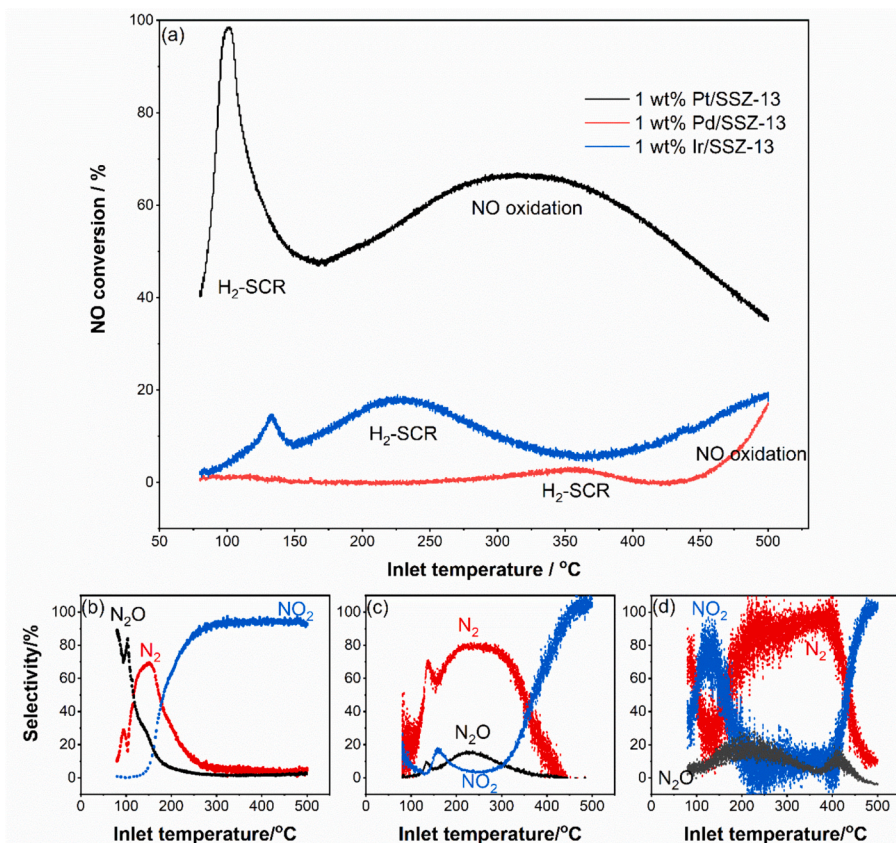 (a)
100
80
60
40
20
0
NO conversion / %
1 wt% Pt/SSZ-13
1 wt% Pd/SSZ-13
1 wt% Ir/SSZ-13
NO oxidation
H₂-SCR
H₂-SCR
NO oxidation
H₂-SCR
50 100 150 200 250 300 350 400 450 500
Inlet temperature / °C
(b)
N₂O
NO₂
N₂
100
80
60
40
20
0
Selectivity/%
0 100 200 300 400 500
Inlet temperature/°C
(c)
N₂
N₂O
NO₂
0 100 200 300 400 500
Inlet temperature/°C
(d)
NO₂
N₂
N₂O
0 100 200 300 400 500
Inlet temperature/°C